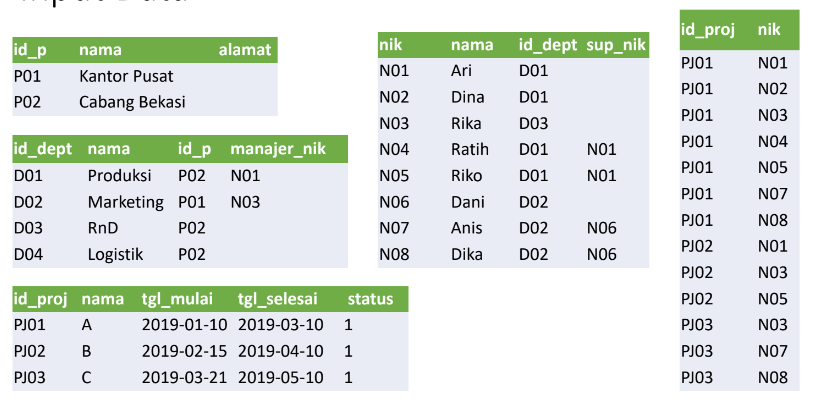 id_p nama alamat
P01 Kantor Pusat
P02 Cabang Bekasi
id_dept nama id_p manajer_nik
D01 Produksi P02 N01
D02 Marketing P01 N03
D03 RnD P02
D04 Logistik P02
id_proj nama tgl_mulai tgl_selesai status
PJ01 A 2019-01-10 2019-03-10 1
PJ02 B 2019-02-15 2019-04-10 1
PJ03 C 2019-03-21 2019-05-10 1
nik nama id_dept sup_nik
N01 Ari D01
N02 Dina D01
N03 Rika D03
N04 Ratih D01 N01
N05 Riko D01 N01
N06 Dani D02
N07 Anis D02 N06
N08 Dika D02 N06
id_proj nik
PJ01 N01
PJ01 N02
PJ01 N03
PJ01 N04
PJ01 N05
PJ01 N07
PJ01 N08
PJ02 N01
PJ02 N03
PJ02 N05
PJ03 N03
PJ03 N07
PJ03 N08